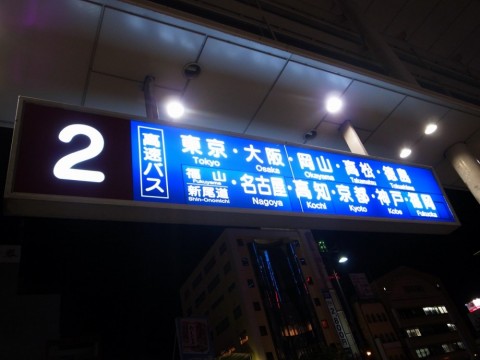 2
高速バス
東京・大阪・岡山・高松・徳島
Tokyo Osaka Okayama Takamatsu Tokushima
福山・名古屋・高知・京都・神戸・福岡
Fukuyama Nagoya Kochi Kyoto Kobe Fukuoka
新尾道
Shin-Onomichi